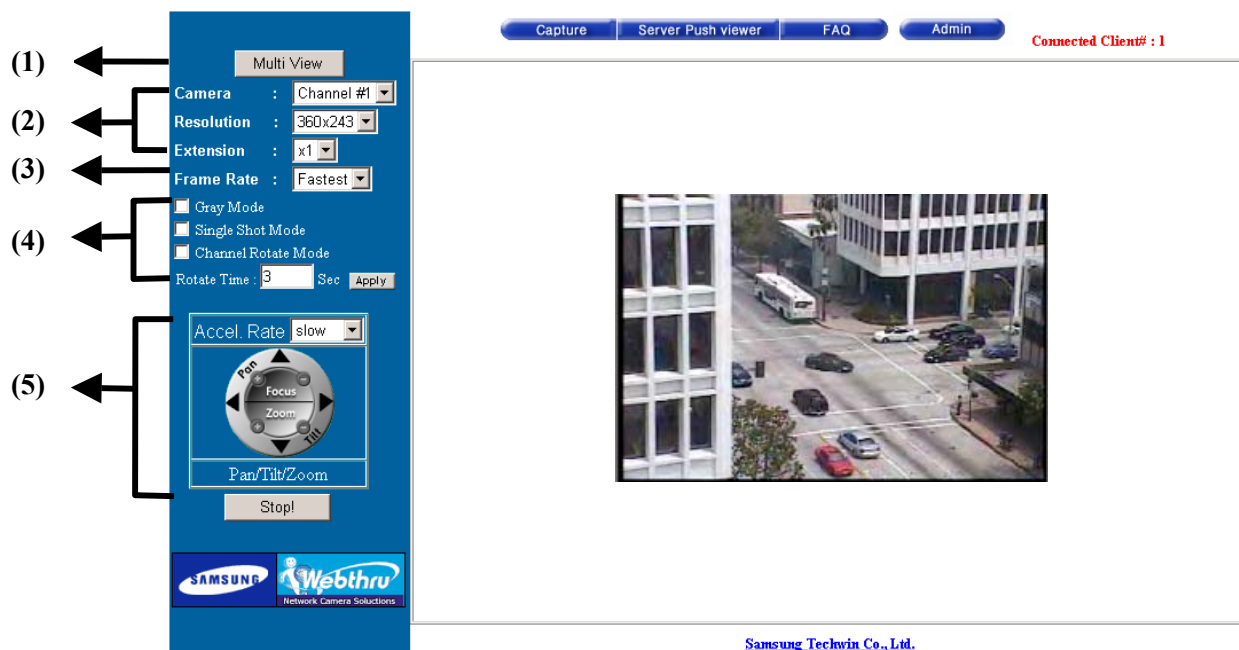 Capture
Server Push viewer
FAQ
Admin
Connected Client# : 1
(1)
Multi View
(2)
Camera : Channel #1
Resolution : 360x243
Extension : x1
(3)
Frame Rate : Fastest
(4)
Gray Mode
Single Shot Mode
Channel Rotate Mode
Rotate Time : 3 Sec Apply
(5)
Accel. Rate slow
Pan
Focus
Zoom
Tilt
Pan/Tilt/Zoom
Stop!
SAMSUNG
Webthru
Network Camera Soluctions
Samsung Techwin Co., Ltd.